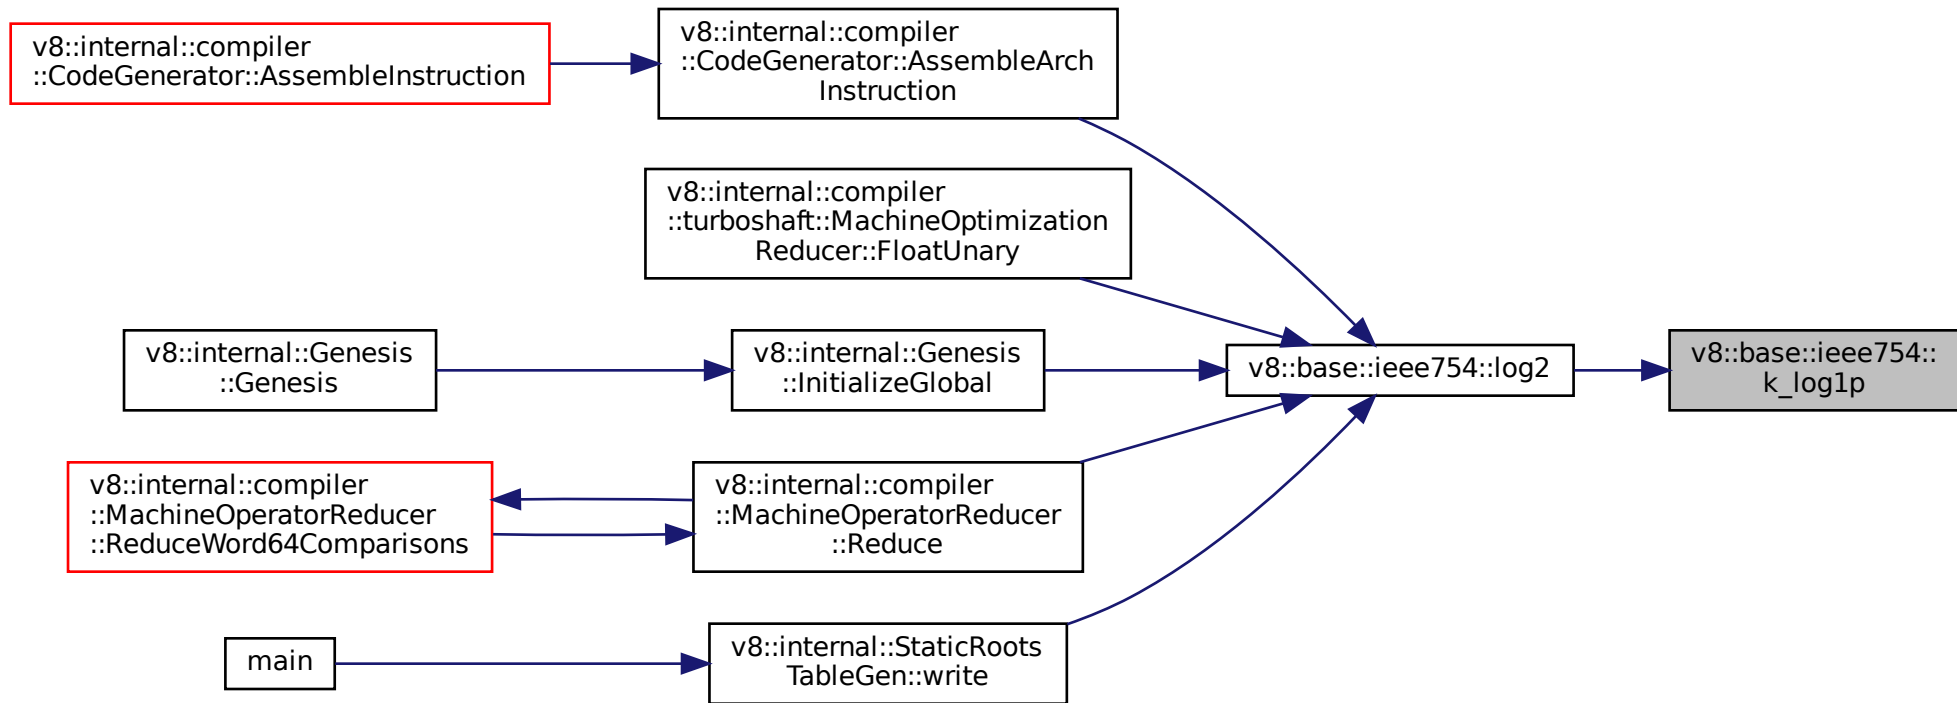 v8::internal::compiler
::CodeGenerator::AssembleInstruction
v8::internal::compiler
::CodeGenerator::AssembleArch
Instruction
v8::internal::compiler
::turboshaft::MachineOptimization
Reducer::FloatUnary
v8::internal::Genesis
::Genesis
v8::internal::Genesis
::InitializeGlobal
v8::base::ieee754::log2
v8::base::ieee754::
k_log1p
v8::internal::compiler
::MachineOperatorReducer
::ReduceWord64Comparisons
v8::internal::compiler
::MachineOperatorReducer
::Reduce
main
v8::internal::StaticRoots
TableGen::write